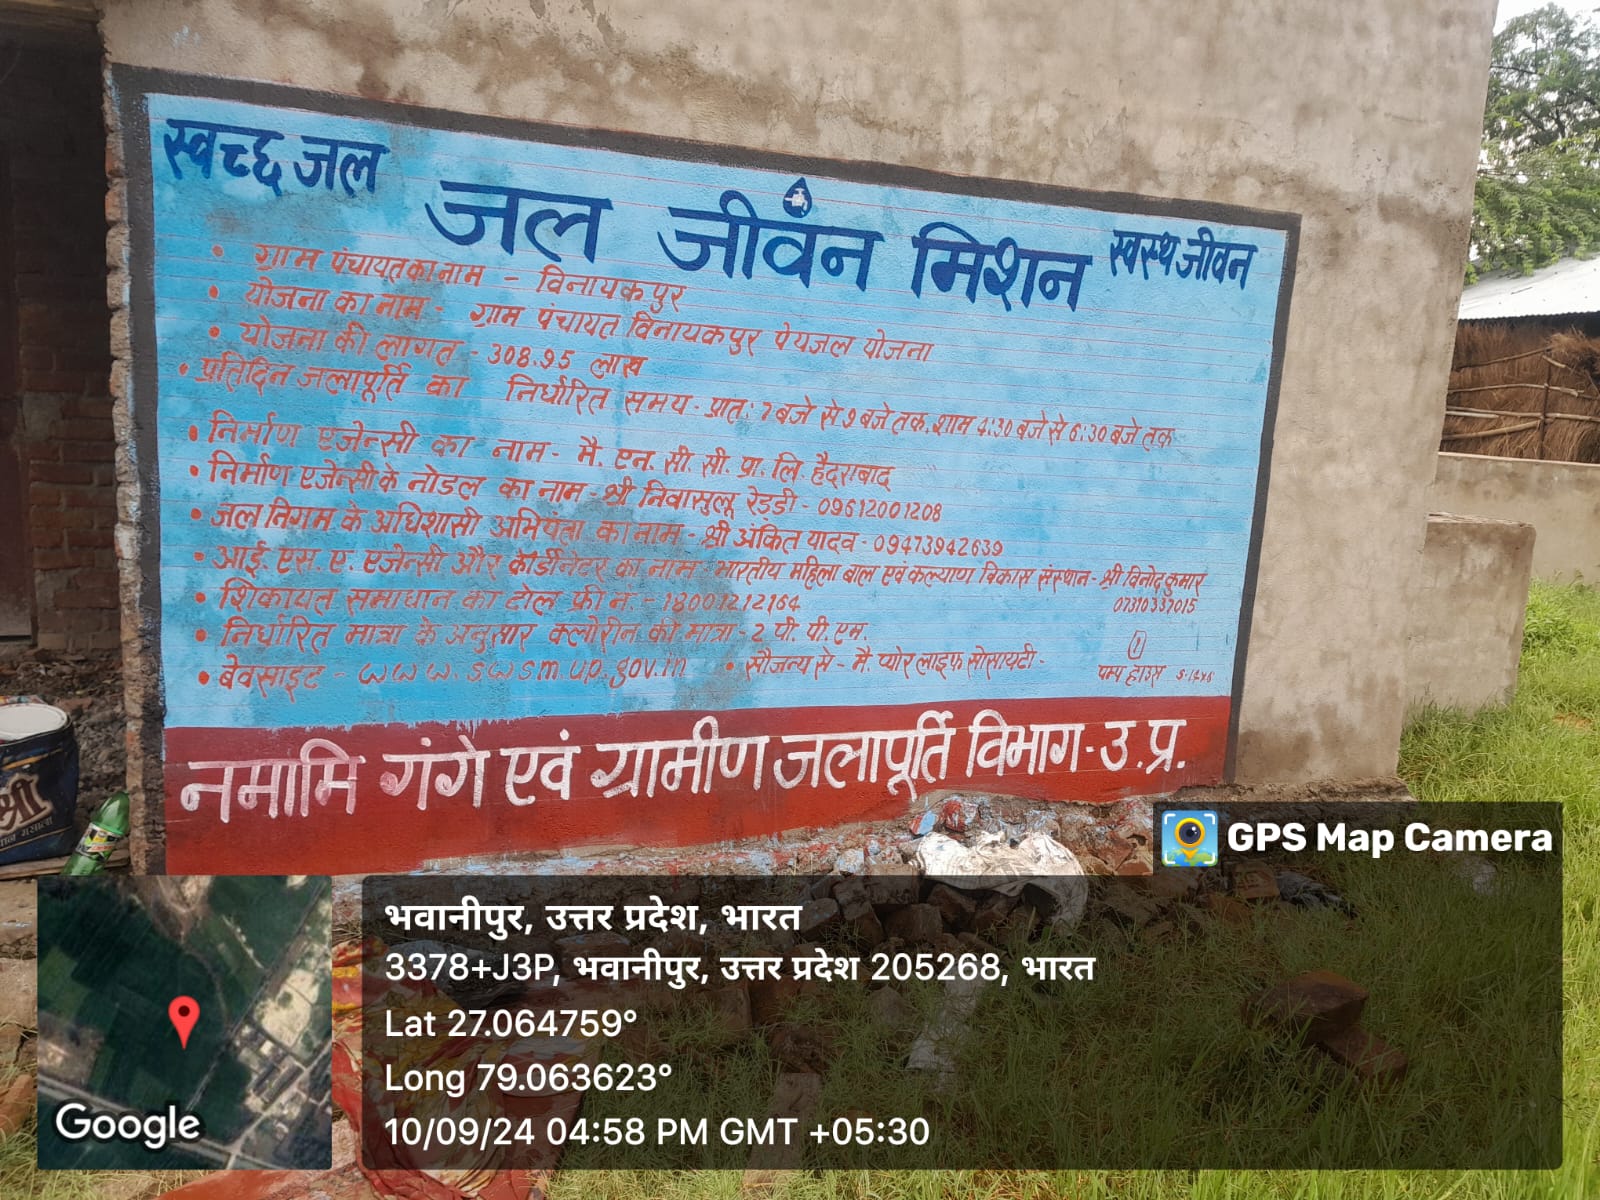 स्वच्छ जल
जल जीवन मिशन
स्वस्थ जीवन
• ग्राम पंचायत का नाम - विनायकपुर
• योजना का नाम - ग्राम पंचायत विनायकपुर पेयजल योजना
• योजना की लागत - 308.95 लाख
• प्रतिदिन जलापूर्ति का निर्धारित समय - प्रात: 7 बजे से 9 बजे तक, शाम 4:30 बजे से 6:30 बजे तक
• निर्माण एजेन्सी का नाम - मै. एन. सी. सी. प्रा. लि. हैदराबाद
• निर्माण एजेन्सी के नोडल का नाम - श्री निवासुलू रेड्डी - 09612001208
• जल निगम के अधिशासी अभियंता का नाम - श्री अंकित यादव - 09473942639
• आई. एस. ए. एजेन्सी और कोर्डीनेटर का नाम - भारतीय महिला बाल एवं कल्याण विकास संस्थान - श्री विनोद कुमार
07310337015
• शिकायत समाधान का टोल फ्री नं. - 18001212164
• निर्धारित मात्रा के अनुसार क्लोरीन की मात्रा - 2 पी. पी. एम.
• बेवसाइट - www.swsm.up.gov.in • सौजन्य से - मै. प्योर लाइफ सोसायटी -
1
पम्प हाउस
नमामि गंगे एवं ग्रामीण जलापूर्ति विभाग - उ. प्र.
श्री
GPS Map Camera
भवानीपुर, उत्तर प्रदेश, भारत
3378+J3P, भवानीपुर, उत्तर प्रदेश 205268, भारत
Lat 27.064759°
Long 79.063623°
10/09/24 04:58 PM GMT +05:30
Google